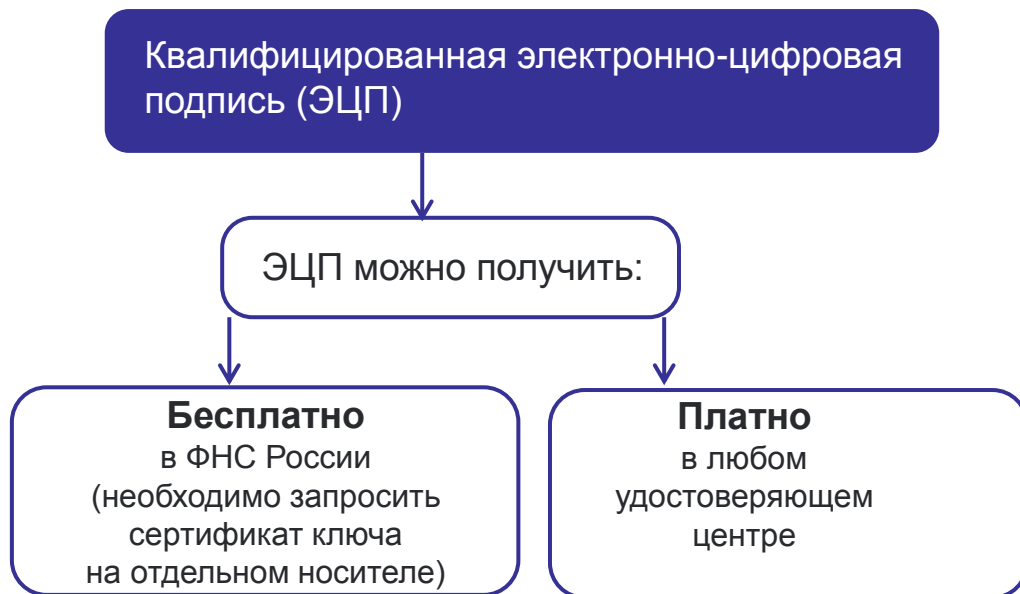 Квалифицированная электронно-цифровая
подпись (ЭЦП)
ЭЦП можно получить:
Бесплатно
в ФНС России
(необходимо запросить
сертификат ключа
на отдельном носителе)
Платно
в любом
удостоверяющем
центре